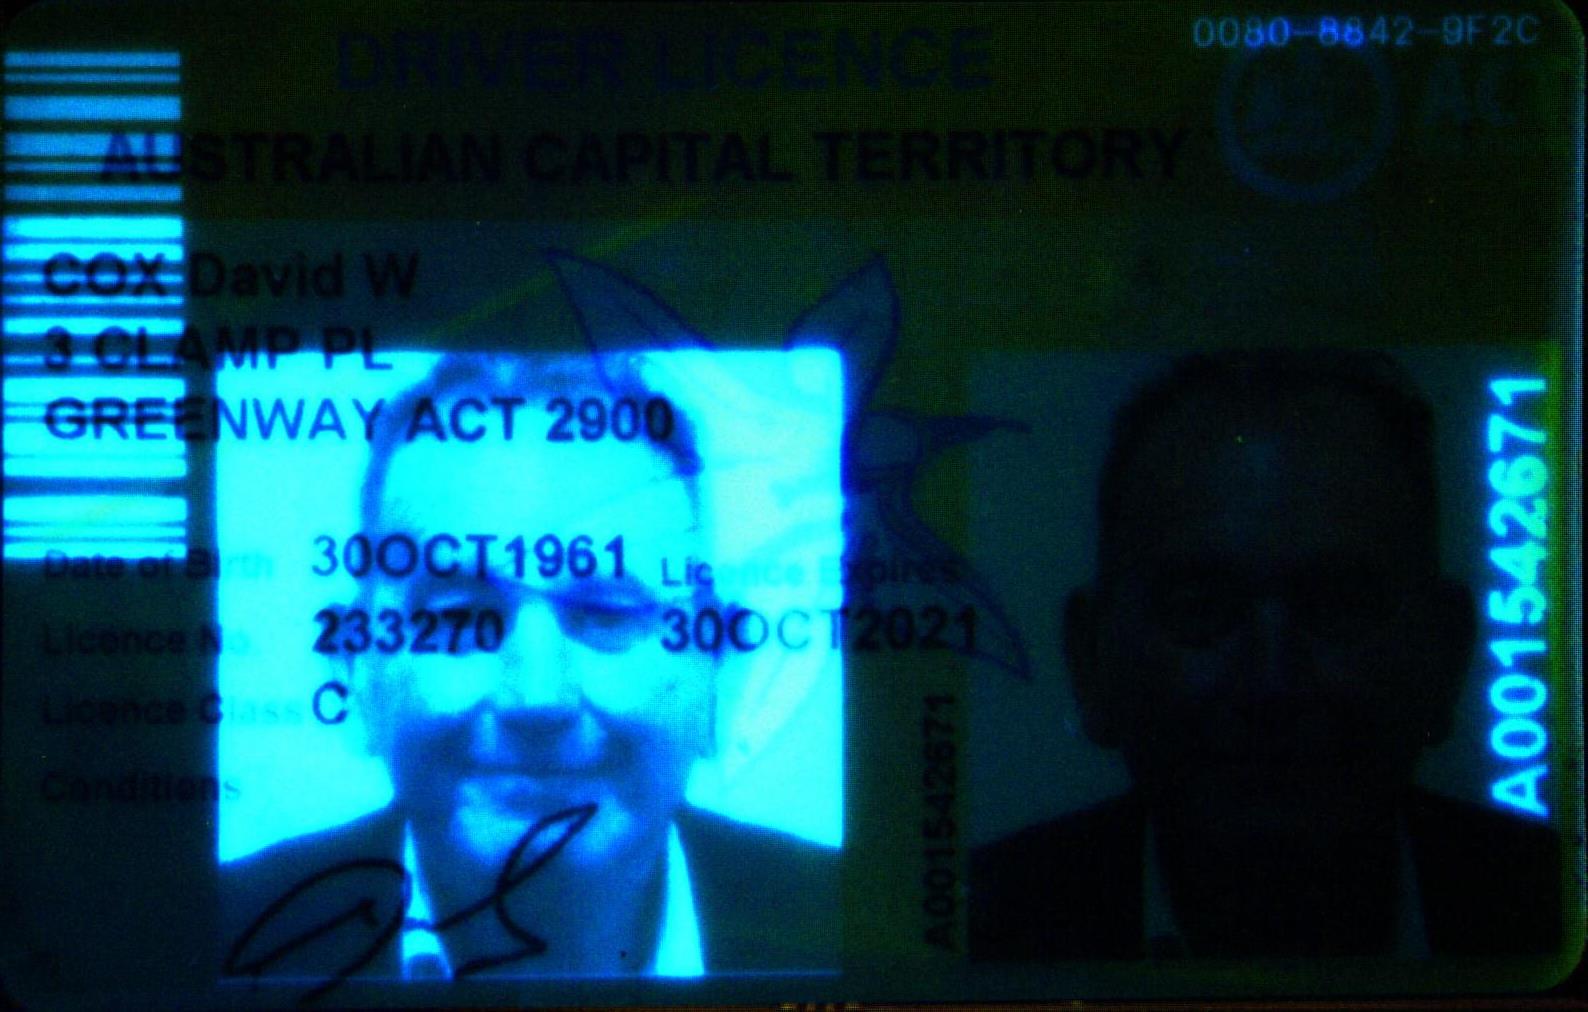 0080-8842-9F2C
DRIVER LICENCE
AUSTRALIAN CAPITAL TERRITORY
COX David W
3 CLAMP PL
GREENWAY ACT 2900
Date of Birth 30OCT1961
Licence Expires
Licence No. 233270 30OCT2021
Licence Class C
Conditions
A001542671
A001542671